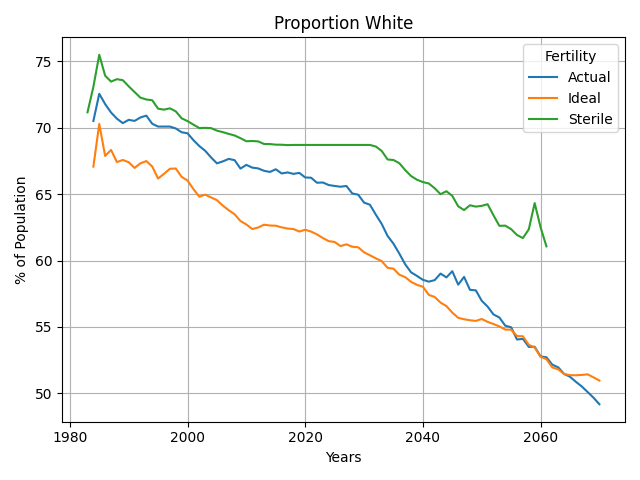 Proportion White
% of Population
75
70
65
60
55
50
Fertility
Actual
Ideal
Sterile
1980
2000
2020
2040
2060
Years